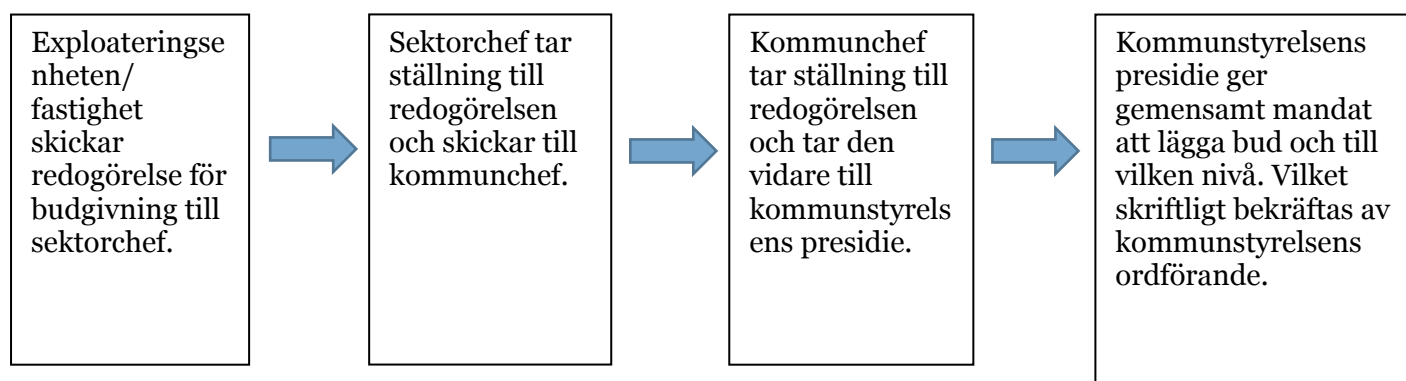 Exploateringse
nheten/
fastighet
skickar
redogörelse för
budgivning till
sektorchef.
Sektorchef tar
ställning till
redogörelsen
och skickar till
kommunchef.
Kommunchef
tar ställning till
redogörelsen
och tar den
vidare till
kommunstyrels
ens presidie.
Kommunstyrelsens
presidie ger
gemensamt mandat
att lägga bud och till
vilken nivå. Vilket
skriftligt bekräftas av
kommunstyrelsens
ordförande.